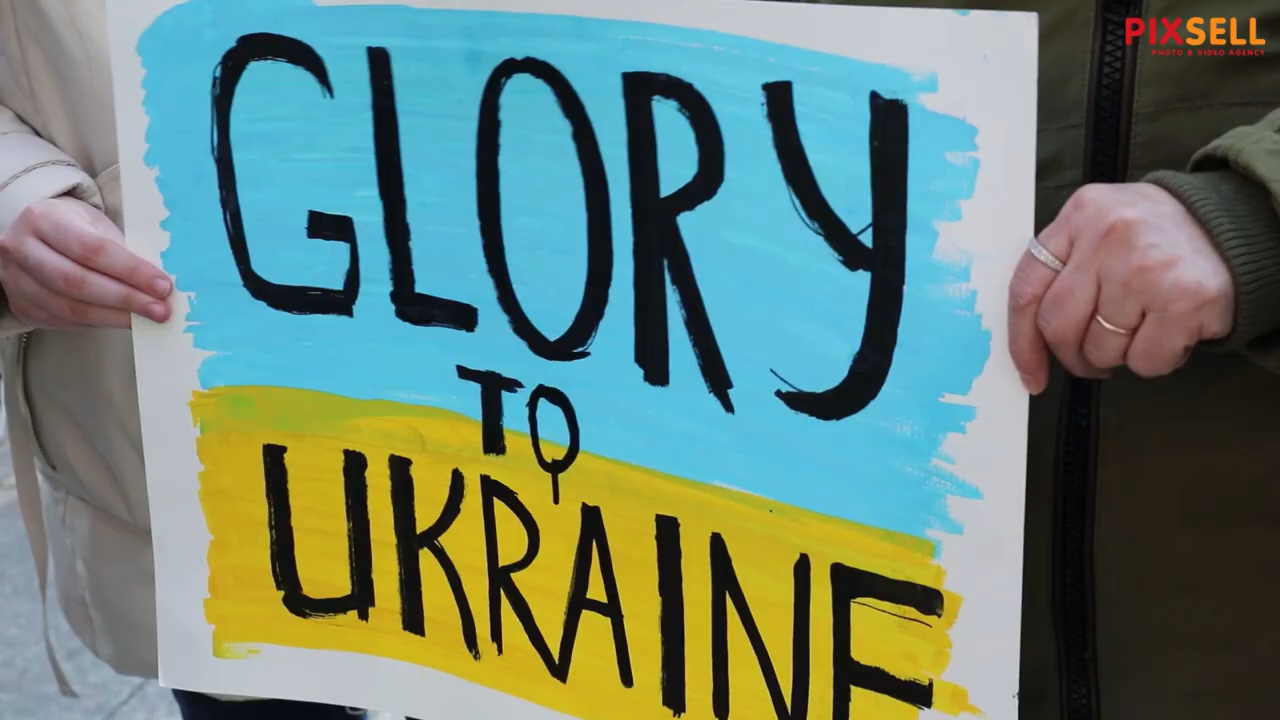 PIXSELL
PHOTO & VIDEO AGENCY
GLORY
TO
UKRAINE